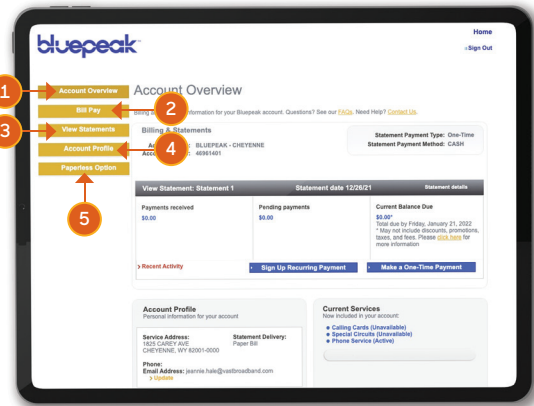 bluepeak
Home
»Sign Out
1
Account Overview
2
Bill Pay
3
View Statements
4
Account Profile
5
Paperless Option
Account Overview
information for your Bluepeak account. Questions? See our FAQs. Need Help? Contact Us.
Billing & Statements
BLUEPEAK - CHEYENNE
46961401
Statement Payment Type: One-Time
Statement Payment Method: CASH
View Statement: Statement 1
Statement date 12/26/21
Statement details
Payments received
$0.00
Pending payments
$0.00
Current Balance Due
$0.00*
Total due by Friday, January 21, 2022
* May not include discounts, promotions,
taxes, and fees. Please click here for
more information
› Recent Activity
› Sign Up Recurring Payment
› Make a One-Time Payment
Account Profile
Personal information for your account
Service Address:
1825 CAREY AVE
CHEYENNE, WY 82001-0000
Statement Delivery:
Paper Bill
Phone:
Email Address: jeannie.hale@vastbroadband.com
› Update
Current Services
Now included in your account:
• Calling Cards (Unavailable)
• Special Circuits (Unavailable)
• Phone Service (Active)